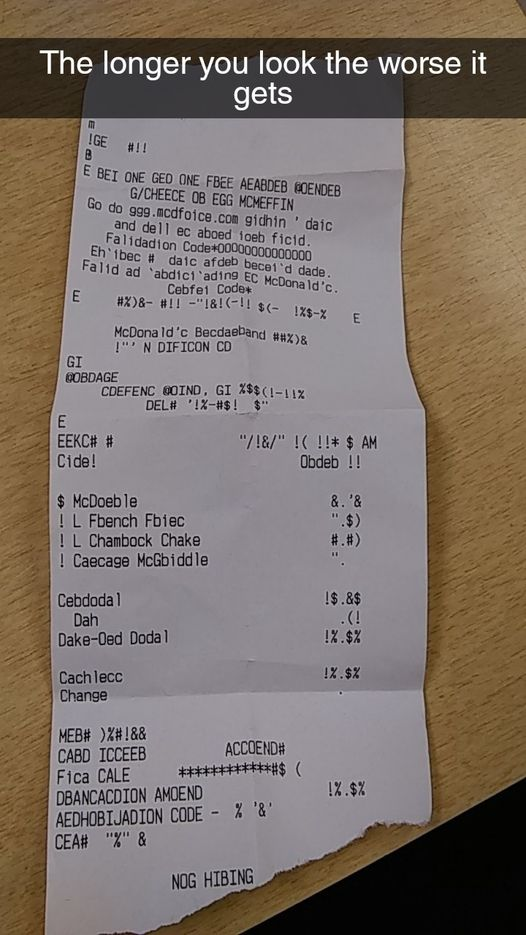 The longer you look the worse it
gets
m
!GE #!!
B
E BEI ONE GED ONE FBEE AEABDEB @OENDEB
G/CHEECE OB EGG MCMEFFIN
Go do ggg.mcdfoice.com gidhin ' daic
and dell ec aboed ioeb ficid.
Falidadion Code*00000000000000
Eh'ibec # daic afdeb becei'd dade.
Falid ad 'abdici'ading EC McDonald'c.
Cebfei Code*
E #%)&- #!! -"!&!(-!! $(- !%$-% E
McDonald'c Becdaeband ##%)&
!"' N DIFICON CD
GI
@OBDAGE
CDEFENC @OIND, GI %$$(!-!!%
DEL# '!%-#$! $"
E
EEKC# # "/!&/" !( !!* $ AM
Cide! Obdeb !!
$ McDoeble &.'&
! L Fbench Fbiec ".$)
! L Chambock Chake #.#)
! Caecage McGbiddle ".
Cebdodal !$.&$
Dah .(!
Dake-Oed Dodal !%.$%
Cachlecc !%.$%
Change .
MEB# )%#!&&
CABD ICCEEB ACCOEND#
Fica CALE ************#$ (
DBANCACDION AMOEND !%.$%
AEDHOBIJADION CODE - % '&'
CEA# "%" &
NOG HIBING